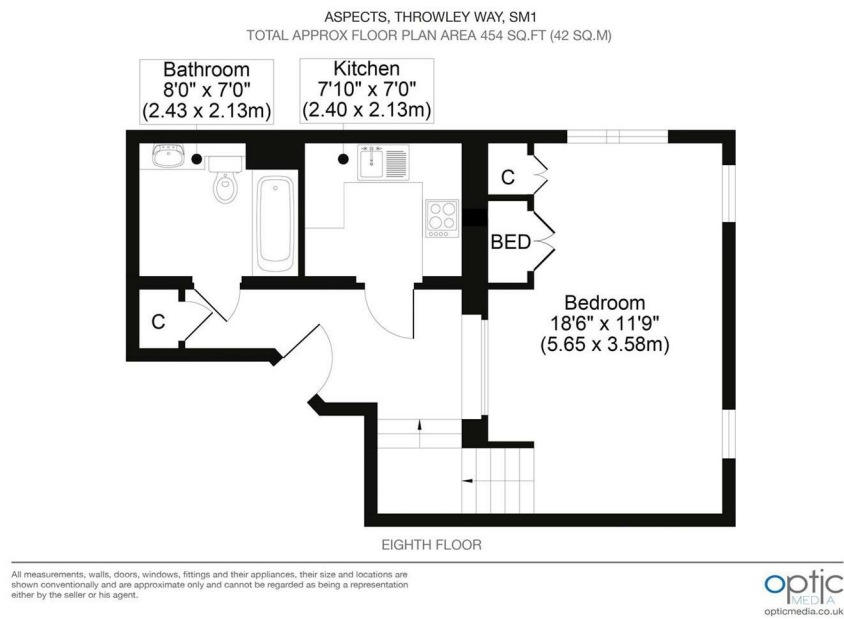 ASPECTS, THROWLEY WAY, SM1
TOTAL APPROX FLOOR PLAN AREA 454 SQ.FT (42 SQ.M)
Bathroom
8'0" x 7'0"
(2.43 x 2.13m)
Kitchen
7'10" x 7'0"
(2.40 x 2.13m)
C
BED
Bedroom
18'6" x 11'9"
(5.65 x 3.58m)
C
EIGHTH FLOOR
All measurements, walls, doors, windows, fittings and their appliances, their size and locations are
shown conventionally and are approximate only and cannot be regarded as being a representation
either by the seller or his agent.
optic
MEDIA
opticmedia.co.uk